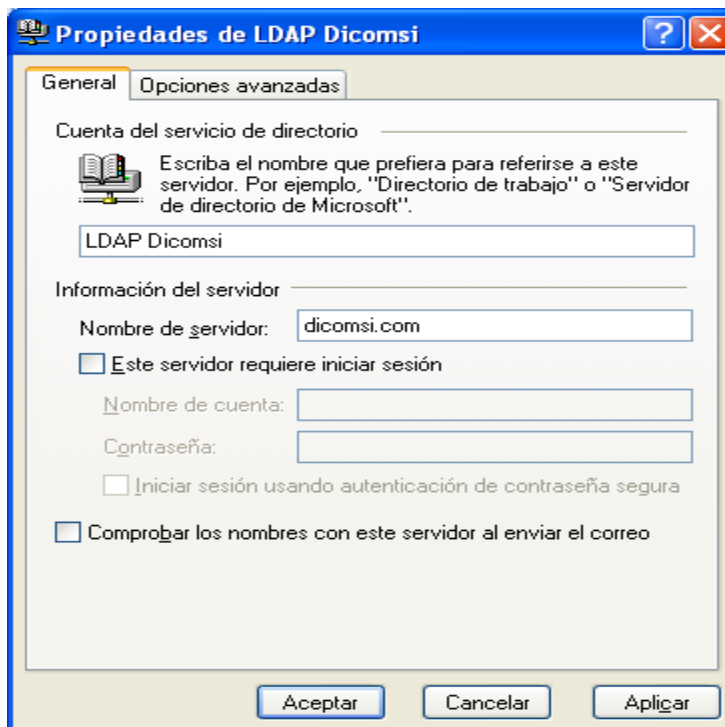 Propiedades de LDAP Dicomsi
General
Opciones avanzadas
Cuenta del servicio de directorio
Escriba el nombre que prefiera para referirse a este
servidor. Por ejemplo, "Directorio de trabajo" o "Servidor
de directorio de Microsoft".
LDAP Dicomsi
Información del servidor
Nombre de servidor:
dicomsi.com
Este servidor requiere iniciar sesión
Nombre de cuenta:
Contraseña:
Iniciar sesión usando autenticación de contraseña segura
Comprobar los nombres con este servidor al enviar el correo
Aceptar
Cancelar
Aplicar